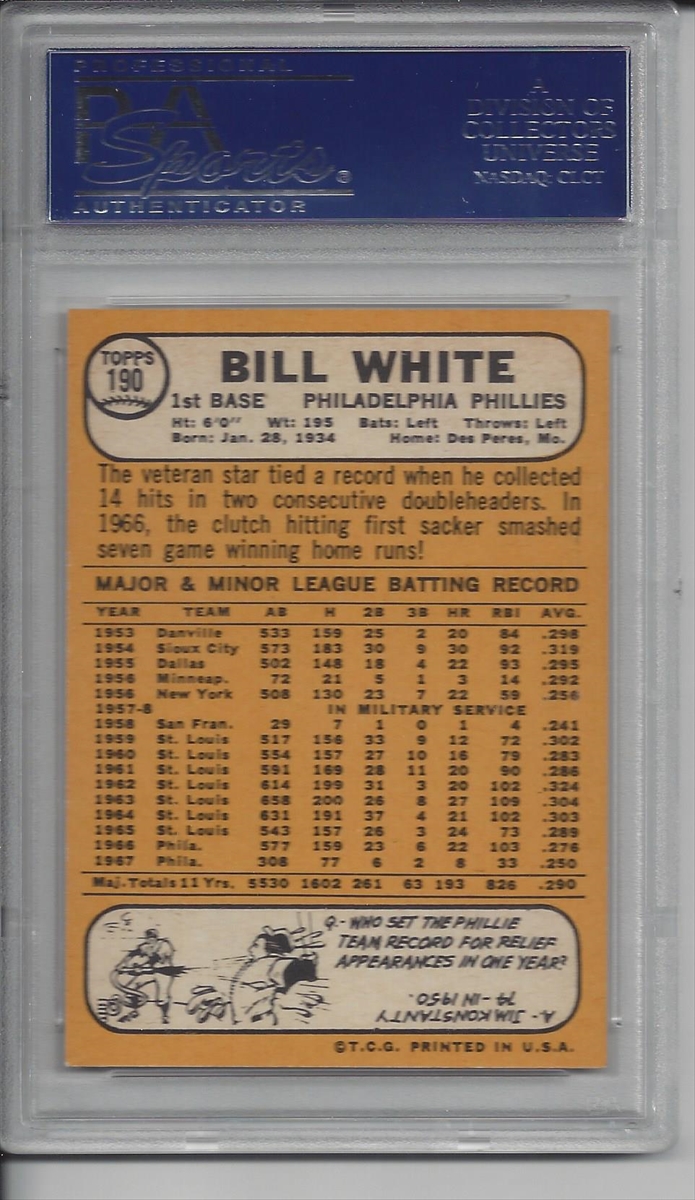 PROFESSIONAL
PSA
Sports ®
AUTHENTICATOR
A
DIVISION OF
COLLECTORS
UNIVERSE
NASDAQ: CLCT
TOPPS
190
BILL WHITE
1st BASE PHILADELPHIA PHILLIES
Ht: 6'0" Wt: 195 Bats: Left Throws: Left
Born: Jan. 28, 1934 Home: Des Peres, Mo.
The veteran star tied a record when he collected
14 hits in two consecutive doubleheaders. In
1966, the clutch hitting first sacker smashed
seven game winning home runs!
MAJOR & MINOR LEAGUE BATTING RECORD
YEAR TEAM AB H 2B 3B HR RBI AVG.
1953 Danville 533 159 25 2 20 84 .298
1954 Sioux City 573 183 30 9 30 92 .319
1955 Dallas 502 148 18 4 22 93 .295
1956 Minneap. 72 21 5 1 3 14 .292
1956 New York 508 130 23 7 22 59 .256
1957-8 IN MILITARY SERVICE
1958 San Fran. 29 7 1 0 1 4 .241
1959 St. Louis 517 156 33 9 12 72 .302
1960 St. Louis 554 157 27 10 16 79 .283
1961 St. Louis 591 169 28 11 20 90 .286
1962 St. Louis 614 199 31 3 20 102 .324
1963 St. Louis 658 200 26 8 27 109 .304
1964 St. Louis 631 191 37 4 21 102 .303
1965 St. Louis 543 157 26 3 24 73 .289
1966 Phila. 577 159 23 6 22 103 .276
1967 Phila. 308 77 6 2 8 33 .250
Maj. Totals 11 Yrs. 5530 1602 261 63 193 826 .290
Q.- WHO SET THE PHILLIE
TEAM RECORD FOR RELIEF
APPEARANCES IN ONE YEAR?
A.- JIM KONSTANTY
74 - IN 1950.
©T.C.G. PRINTED IN U.S.A.